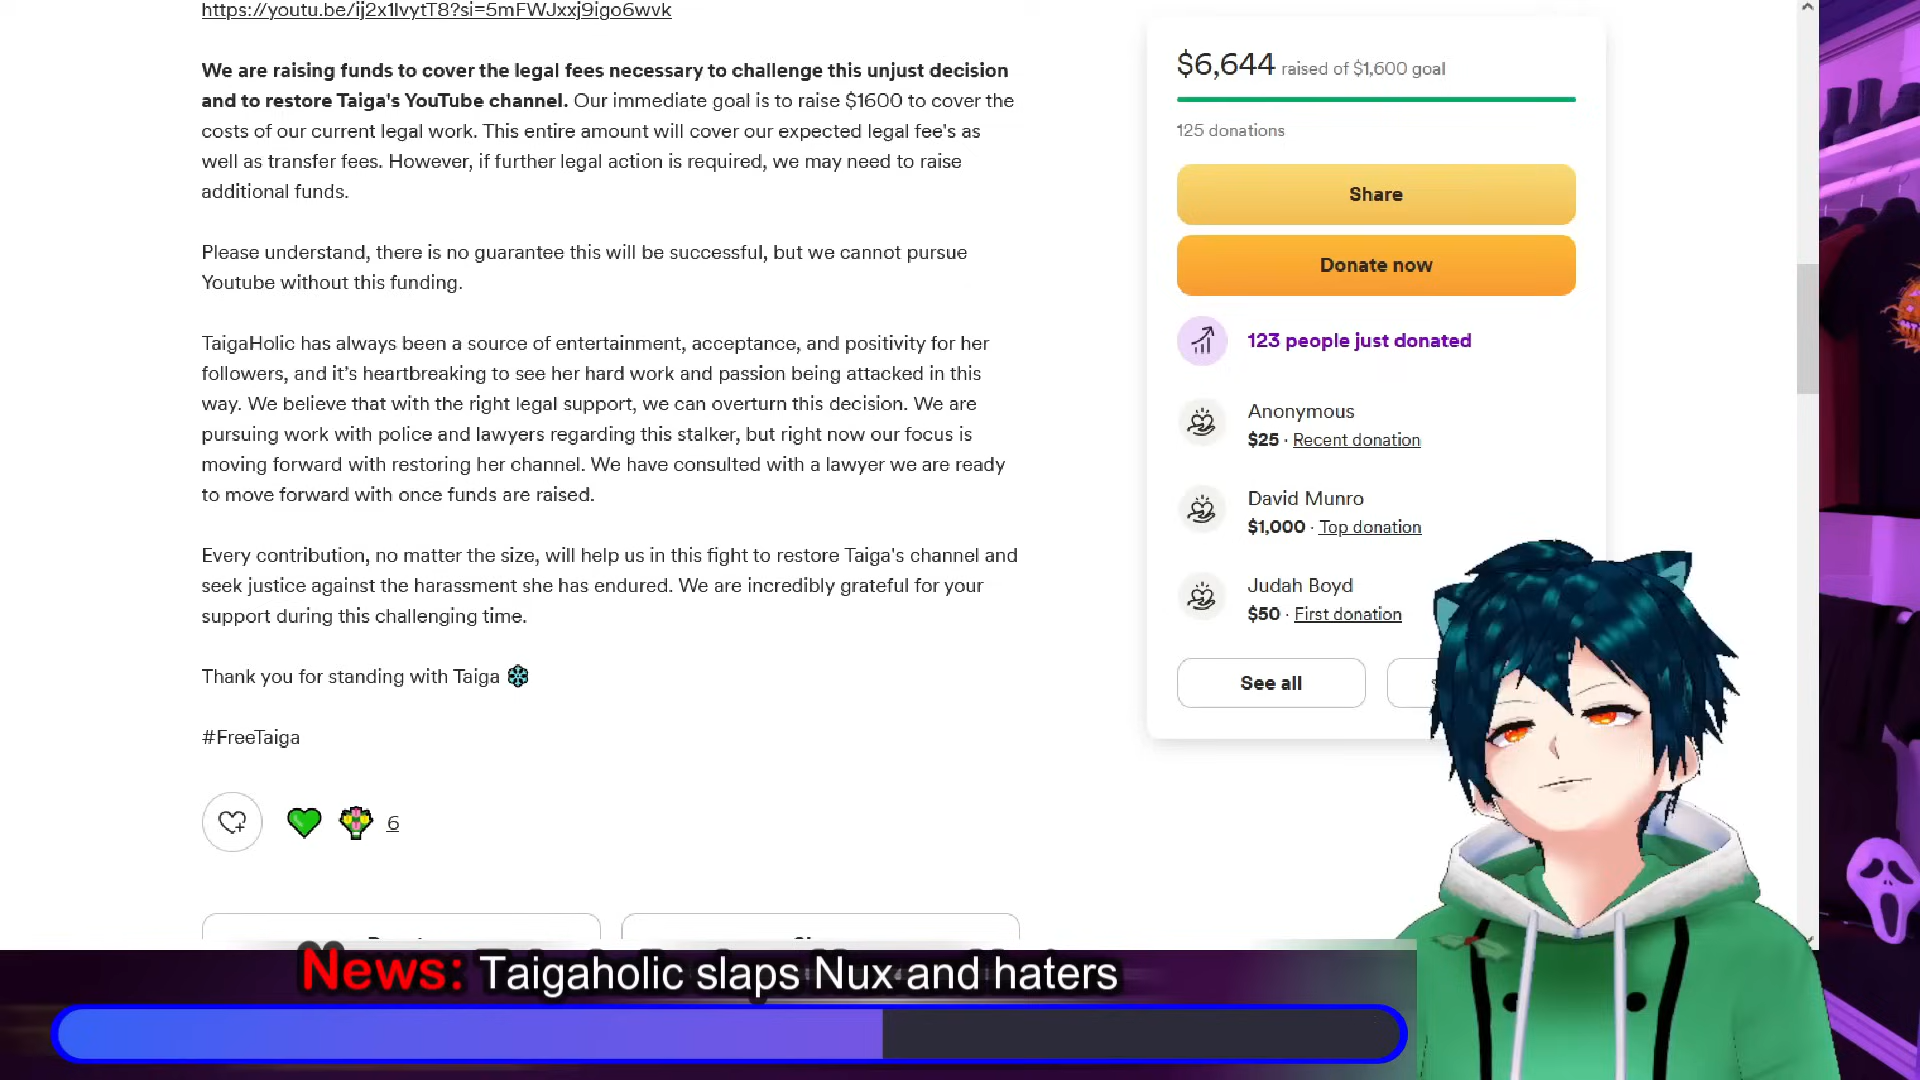 https://youtu.be/ij2x1lvytT8?si=5mFWJxxj9igo6wvk
We are raising funds to cover the legal fees necessary to challenge this unjust decision
and to restore Taiga's YouTube channel. Our immediate goal is to raise $1600 to cover the
costs of our current legal work. This entire amount will cover our expected legal fee's as
well as transfer fees. However, if further legal action is required, we may need to raise
additional funds.
Please understand, there is no guarantee this will be successful, but we cannot pursue
Youtube without this funding.
TaigaHolic has always been a source of entertainment, acceptance, and positivity for her
followers, and it's heartbreaking to see her hard work and passion being attacked in this
way. We believe that with the right legal support, we can overturn this decision. We are
pursuing work with police and lawyers regarding this stalker, but right now our focus is
moving forward with restoring her channel. We have consulted with a lawyer we are ready
to move forward with once funds are raised.
Every contribution, no matter the size, will help us in this fight to restore Taiga's channel and
seek justice against the harassment she has endured. We are incredibly grateful for your
support during this challenging time.
Thank you for standing with Taiga
#FreeTaiga
6
$6,644 raised of $1,600 goal
125 donations
Share
Donate now
123 people just donated
Anonymous
$25 · Recent donation
David Munro
$1,000 · Top donation
Judah Boyd
$50 · First donation
See all
News: Taigaholic slaps Nux and haters